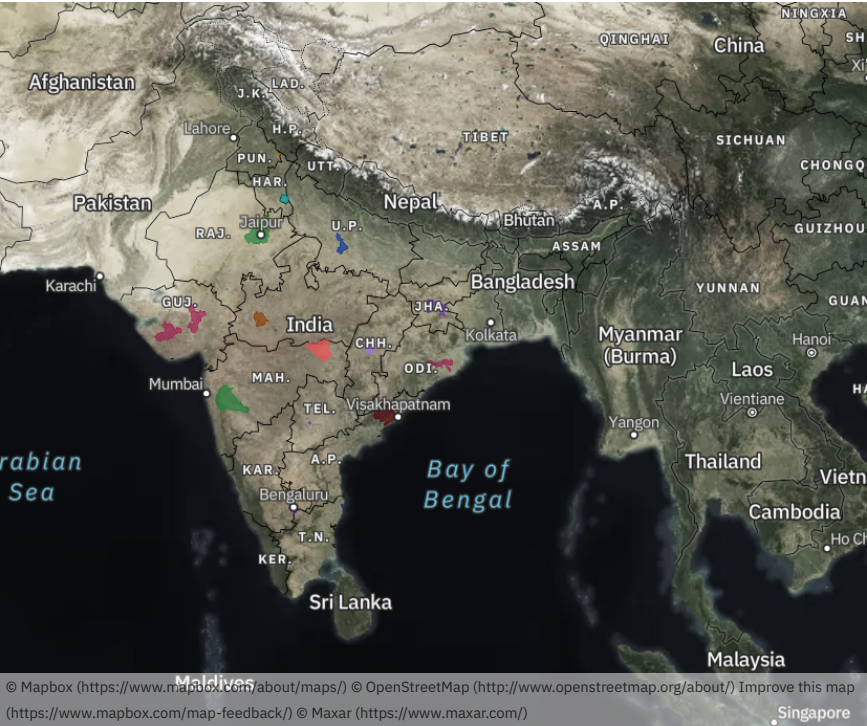 NINGXIA
QINGHAI
China
SH
Afghanistan
LAD.
J.K.
Xi'
Lahore
H.P.
TIBET
SICHUAN
PUN.
UTT.
CHONGQ
HAR.
Pakistan
Nepal
A.P.
Bhutan
Jaipur
RAJ.
U.P.
GUIZHOU
ASSAM
Karachi
Bangladesh
YUNNAN
GUJ.
JHA.
GUAN
India
Kolkata
Myanmar
(Burma)
Hanoi
CHH.
Laos
ODI.
MAH.
Mumbai
HA
Vientiane
TEL.
Visakhapatnam
Yangon
rabian
Sea
A.P.
KAR.
Bay of
Bengal
Thailand
Vietn
Bengaluru
Cambodia
T.N.
Ho Ch
KER.
Sri Lanka
Malaysia
Maldives
© Mapbox (https://www.mapbox.com/about/maps/) © OpenStreetMap (http://www.openstreetmap.org/about/) Improve this map
(https://www.mapbox.com/map-feedback/) © Maxar (https://www.maxar.com/)
Singapore